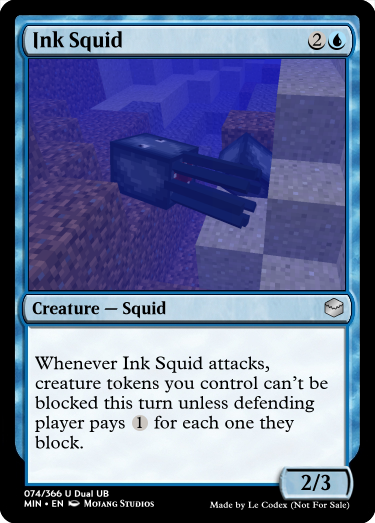 Ink Squid 2
Creature — Squid
Whenever Ink Squid attacks,
creature tokens you control can't be
blocked this turn unless defending
player pays 1 for each one they
block.
2/3
074/366 U Dual UB
MIN • EN Mojang Studios
Made by Le Codex (Not For Sale)